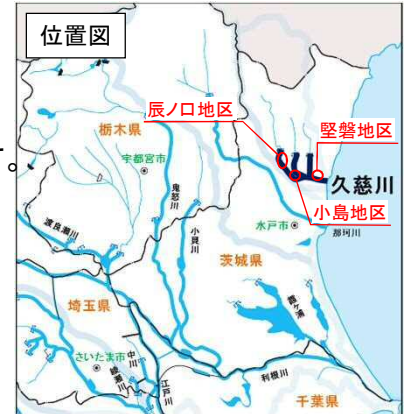 位置図
辰ノ口地区
栃木県
堅磐地区
宇都宮市
久慈川
鬼怒川
小島地区
水戸市
那珂川
渡良瀬川
小貝川
茨城県
霞ヶ浦
埼玉県
中川
さいたま市
綾瀬川
江戸川
利根川
千葉県
。